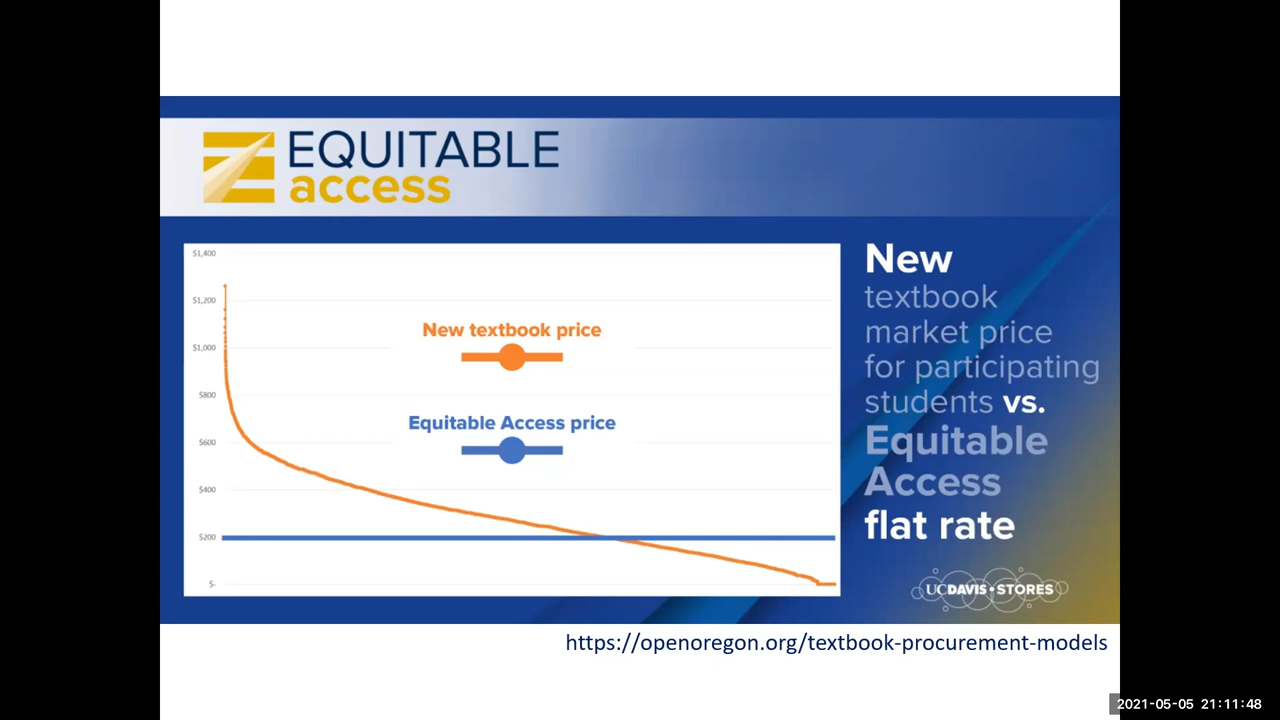 EQUITABLE
access
$1,400
$1,200
$1,000
$800
$600
$400
$200
$-
New textbook price
Equitable Access price
New
textbook
market price
for participating
students vs.
Equitable
Access
flat rate
UCDAVIS•STORES
https://openoregon.org/textbook-procurement-models
2021-05-05 21:11:48